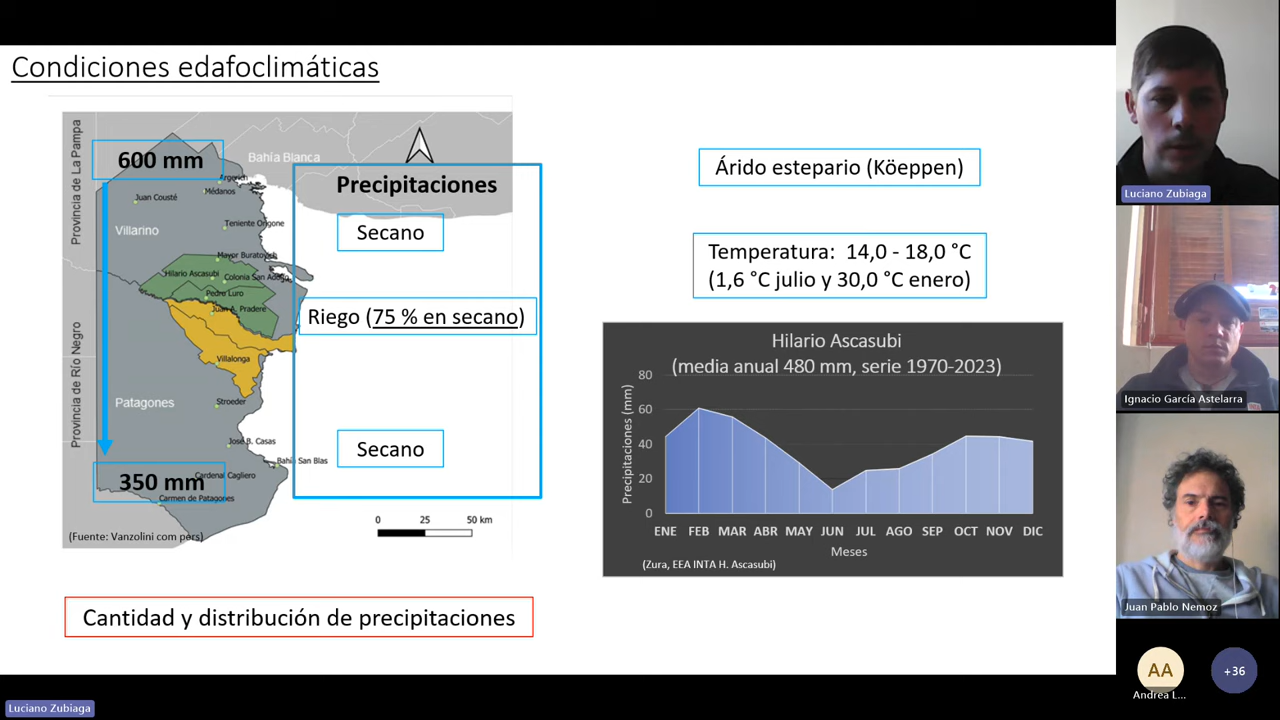 Condiciones edafoclimáticas
Provincia de La Pampa
Provincia de Río Negro
600 mm
Bahía Blanca
Argerich
Médanos
Juan Cousté
Teniente Origone
Villarino
Mayor Buratovich
Hilario Ascasubi
Colonia San Adolfo
Pedro Luro
Juan A. Pradere
Villalonga
Patagones
Stroeder
José B. Casas
Bahía San Blas
Cardenal Cagliero
350 mm
Carmen de Patagones
(Fuente: Vanzolini com pers)
0 25 50 km
Precipitaciones
Secano
Riego (75 % en secano)
Secano
Cantidad y distribución de precipitaciones
Árido estepario (Köeppen)
Temperatura: 14,0 - 18,0 °C
(1,6 °C julio y 30,0 °C enero)
Hilario Ascasubi
(media anual 480 mm, serie 1970-2023)
Precipitaciones (mm)
80
60
40
20
0
ENE FEB MAR ABR MAY JUN JUL AGO SEP OCT NOV DIC
Meses
(Zura, EEA INTA H. Ascasubi)
Luciano Zubiaga
Ignacio García Astelarra
Juan Pablo Nemoz
AA
Andrea L...
+36
Luciano Zubiaga